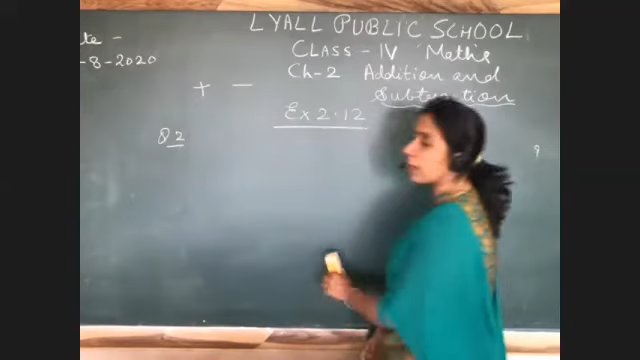 LYALL PUBLIC SCHOOL
te -
-8-2020
CLASS - IV Maths
Ch-2 Addition and
Subtraction
+ -
Ex 2.12
82